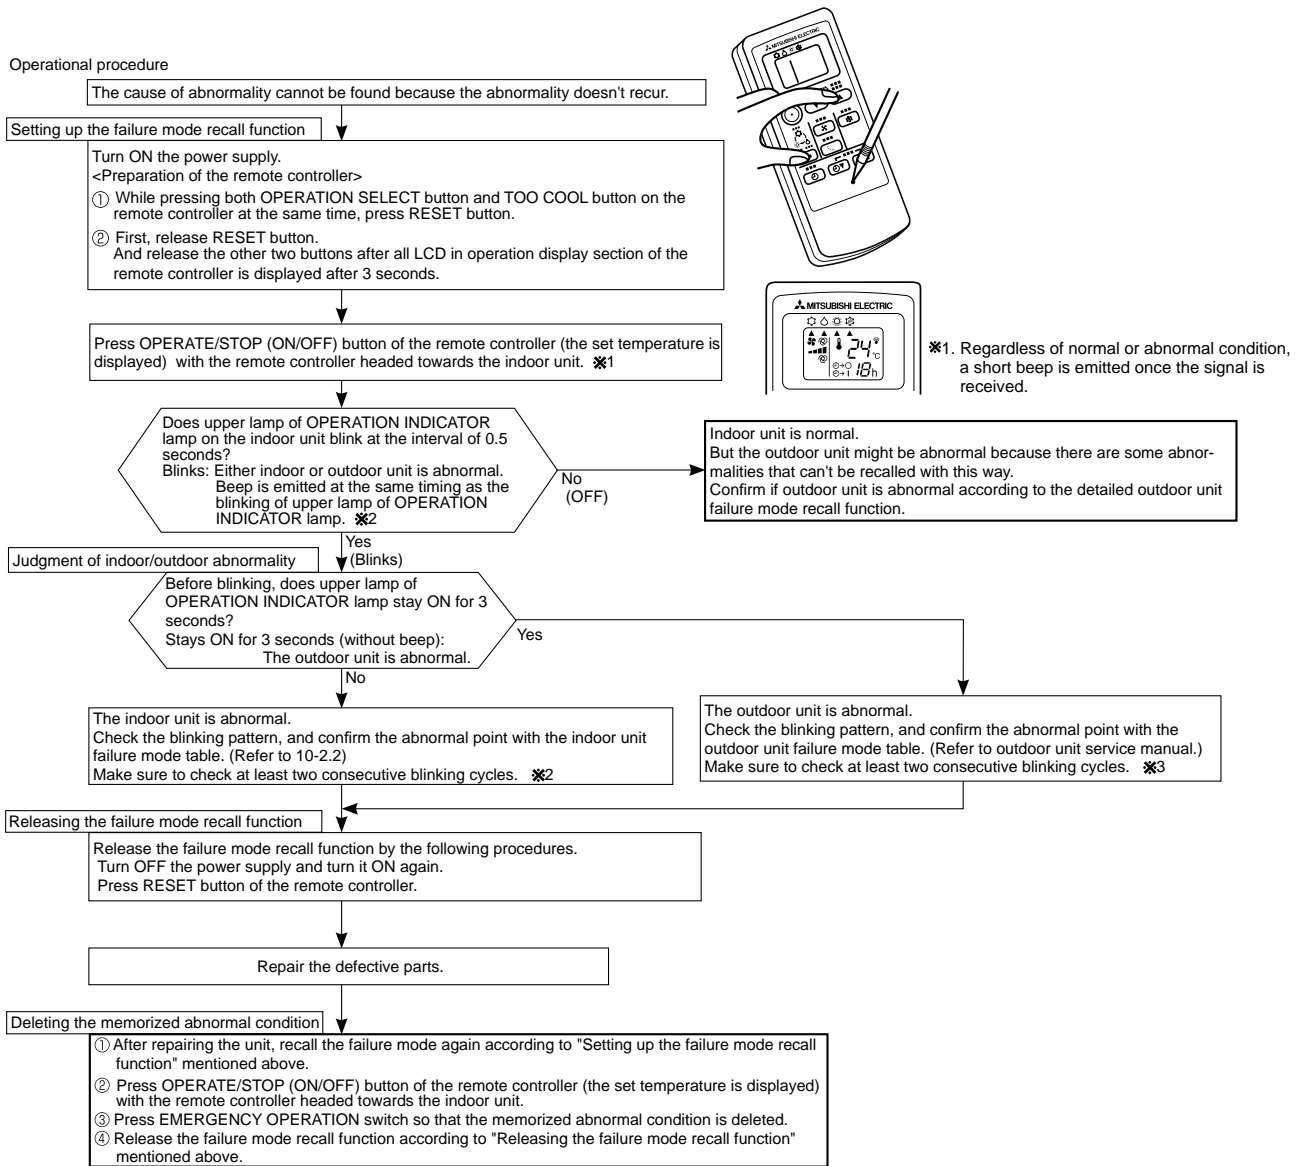 Operational procedure
The cause of abnormality cannot be found because the abnormality doesn't recur.
Setting up the failure mode recall function
Turn ON the power supply.
<Preparation of the remote controller>
① While pressing both OPERATION SELECT button and TOO COOL button on the
remote controller at the same time, press RESET button.
② First, release RESET button.
And release the other two buttons after all LCD in operation display section of the
remote controller is displayed after 3 seconds.
MITSUBISHI ELECTRIC
Press OPERATE/STOP (ON/OFF) button of the remote controller (the set temperature is
displayed) with the remote controller headed towards the indoor unit. ※1
MITSUBISHI ELECTRIC
24 °C
18h
※1. Regardless of normal or abnormal condition,
a short beep is emitted once the signal is
received.
Does upper lamp of OPERATION INDICATOR
lamp on the indoor unit blink at the interval of 0.5
seconds?
Blinks: Either indoor or outdoor unit is abnormal.
Beep is emitted at the same timing as the
blinking of upper lamp of OPERATION
INDICATOR lamp. ※2
No
(OFF)
Indoor unit is normal.
But the outdoor unit might be abnormal because there are some abnor-
malities that can't be recalled with this way.
Confirm if outdoor unit is abnormal according to the detailed outdoor unit
failure mode recall function.
Yes
(Blinks)
Judgment of indoor/outdoor abnormality
Before blinking, does upper lamp of
OPERATION INDICATOR lamp stay ON for 3
seconds?
Stays ON for 3 seconds (without beep):
The outdoor unit is abnormal.
Yes
No
The indoor unit is abnormal.
Check the blinking pattern, and confirm the abnormal point with the indoor unit
failure mode table. (Refer to 10-2.2)
Make sure to check at least two consecutive blinking cycles. ※2
The outdoor unit is abnormal.
Check the blinking pattern, and confirm the abnormal point with the
outdoor unit failure mode table. (Refer to outdoor unit service manual.)
Make sure to check at least two consecutive blinking cycles. ※3
Releasing the failure mode recall function
Release the failure mode recall function by the following procedures.
Turn OFF the power supply and turn it ON again.
Press RESET button of the remote controller.
Repair the defective parts.
Deleting the memorized abnormal condition
① After repairing the unit, recall the failure mode again according to "Setting up the failure mode recall
function" mentioned above.
② Press OPERATE/STOP (ON/OFF) button of the remote controller (the set temperature is displayed)
with the remote controller headed towards the indoor unit.
③ Press EMERGENCY OPERATION switch so that the memorized abnormal condition is deleted.
④ Release the failure mode recall function according to "Releasing the failure mode recall function"
mentioned above.